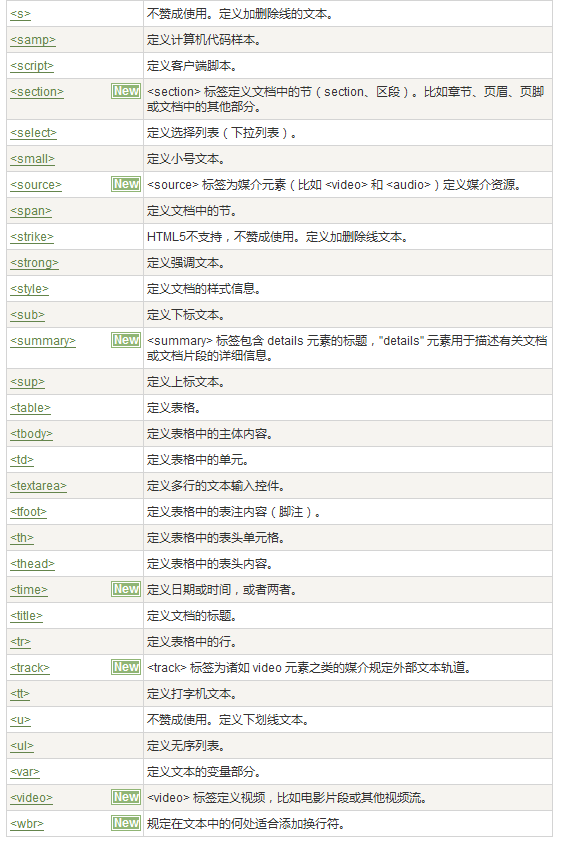 <s> 不赞成使用。定义加删除线的文本。
<samp> 定义计算机代码样本。
<script> 定义客户端脚本。
<section> New <section> 标签定义文档中的节（section、区段）。比如章节、页眉、页脚
或文档中的其他部分。
<select> 定义选择列表（下拉列表）。
<small> 定义小号文本。
<source> New <source> 标签为媒介元素（比如 <video> 和 <audio>）定义媒介资源。
<span> 定义文档中的节。
<strike> HTML5不支持，不赞成使用。定义加删除线文本。
<strong> 定义强调文本。
<style> 定义文档的样式信息。
<sub> 定义下标文本。
<summary> New <summary> 标签包含 details 元素的标题，"details" 元素用于描述有关文档
或文档片段的详细信息。
<sup> 定义上标文本。
<table> 定义表格。
<tbody> 定义表格中的主体内容。
<td> 定义表格中的单元。
<textarea> 定义多行的文本输入控件。
<tfoot> 定义表格中的表注内容（脚注）。
<th> 定义表格中的表头单元格。
<thead> 定义表格中的表头内容。
<time> New 定义日期或时间，或者两者。
<title> 定义文档的标题。
<tr> 定义表格中的行。
<track> New <track> 标签为诸如 video 元素之类的媒介规定外部文本轨道。
<tt> 定义打字机文本。
<u> 不赞成使用。定义下划线文本。
<ul> 定义无序列表。
<var> 定义文本的变量部分。
<video> New <video> 标签定义视频，比如电影片段或其他视频流。
<wbr> New 规定在文本中的何处适合添加换行符。